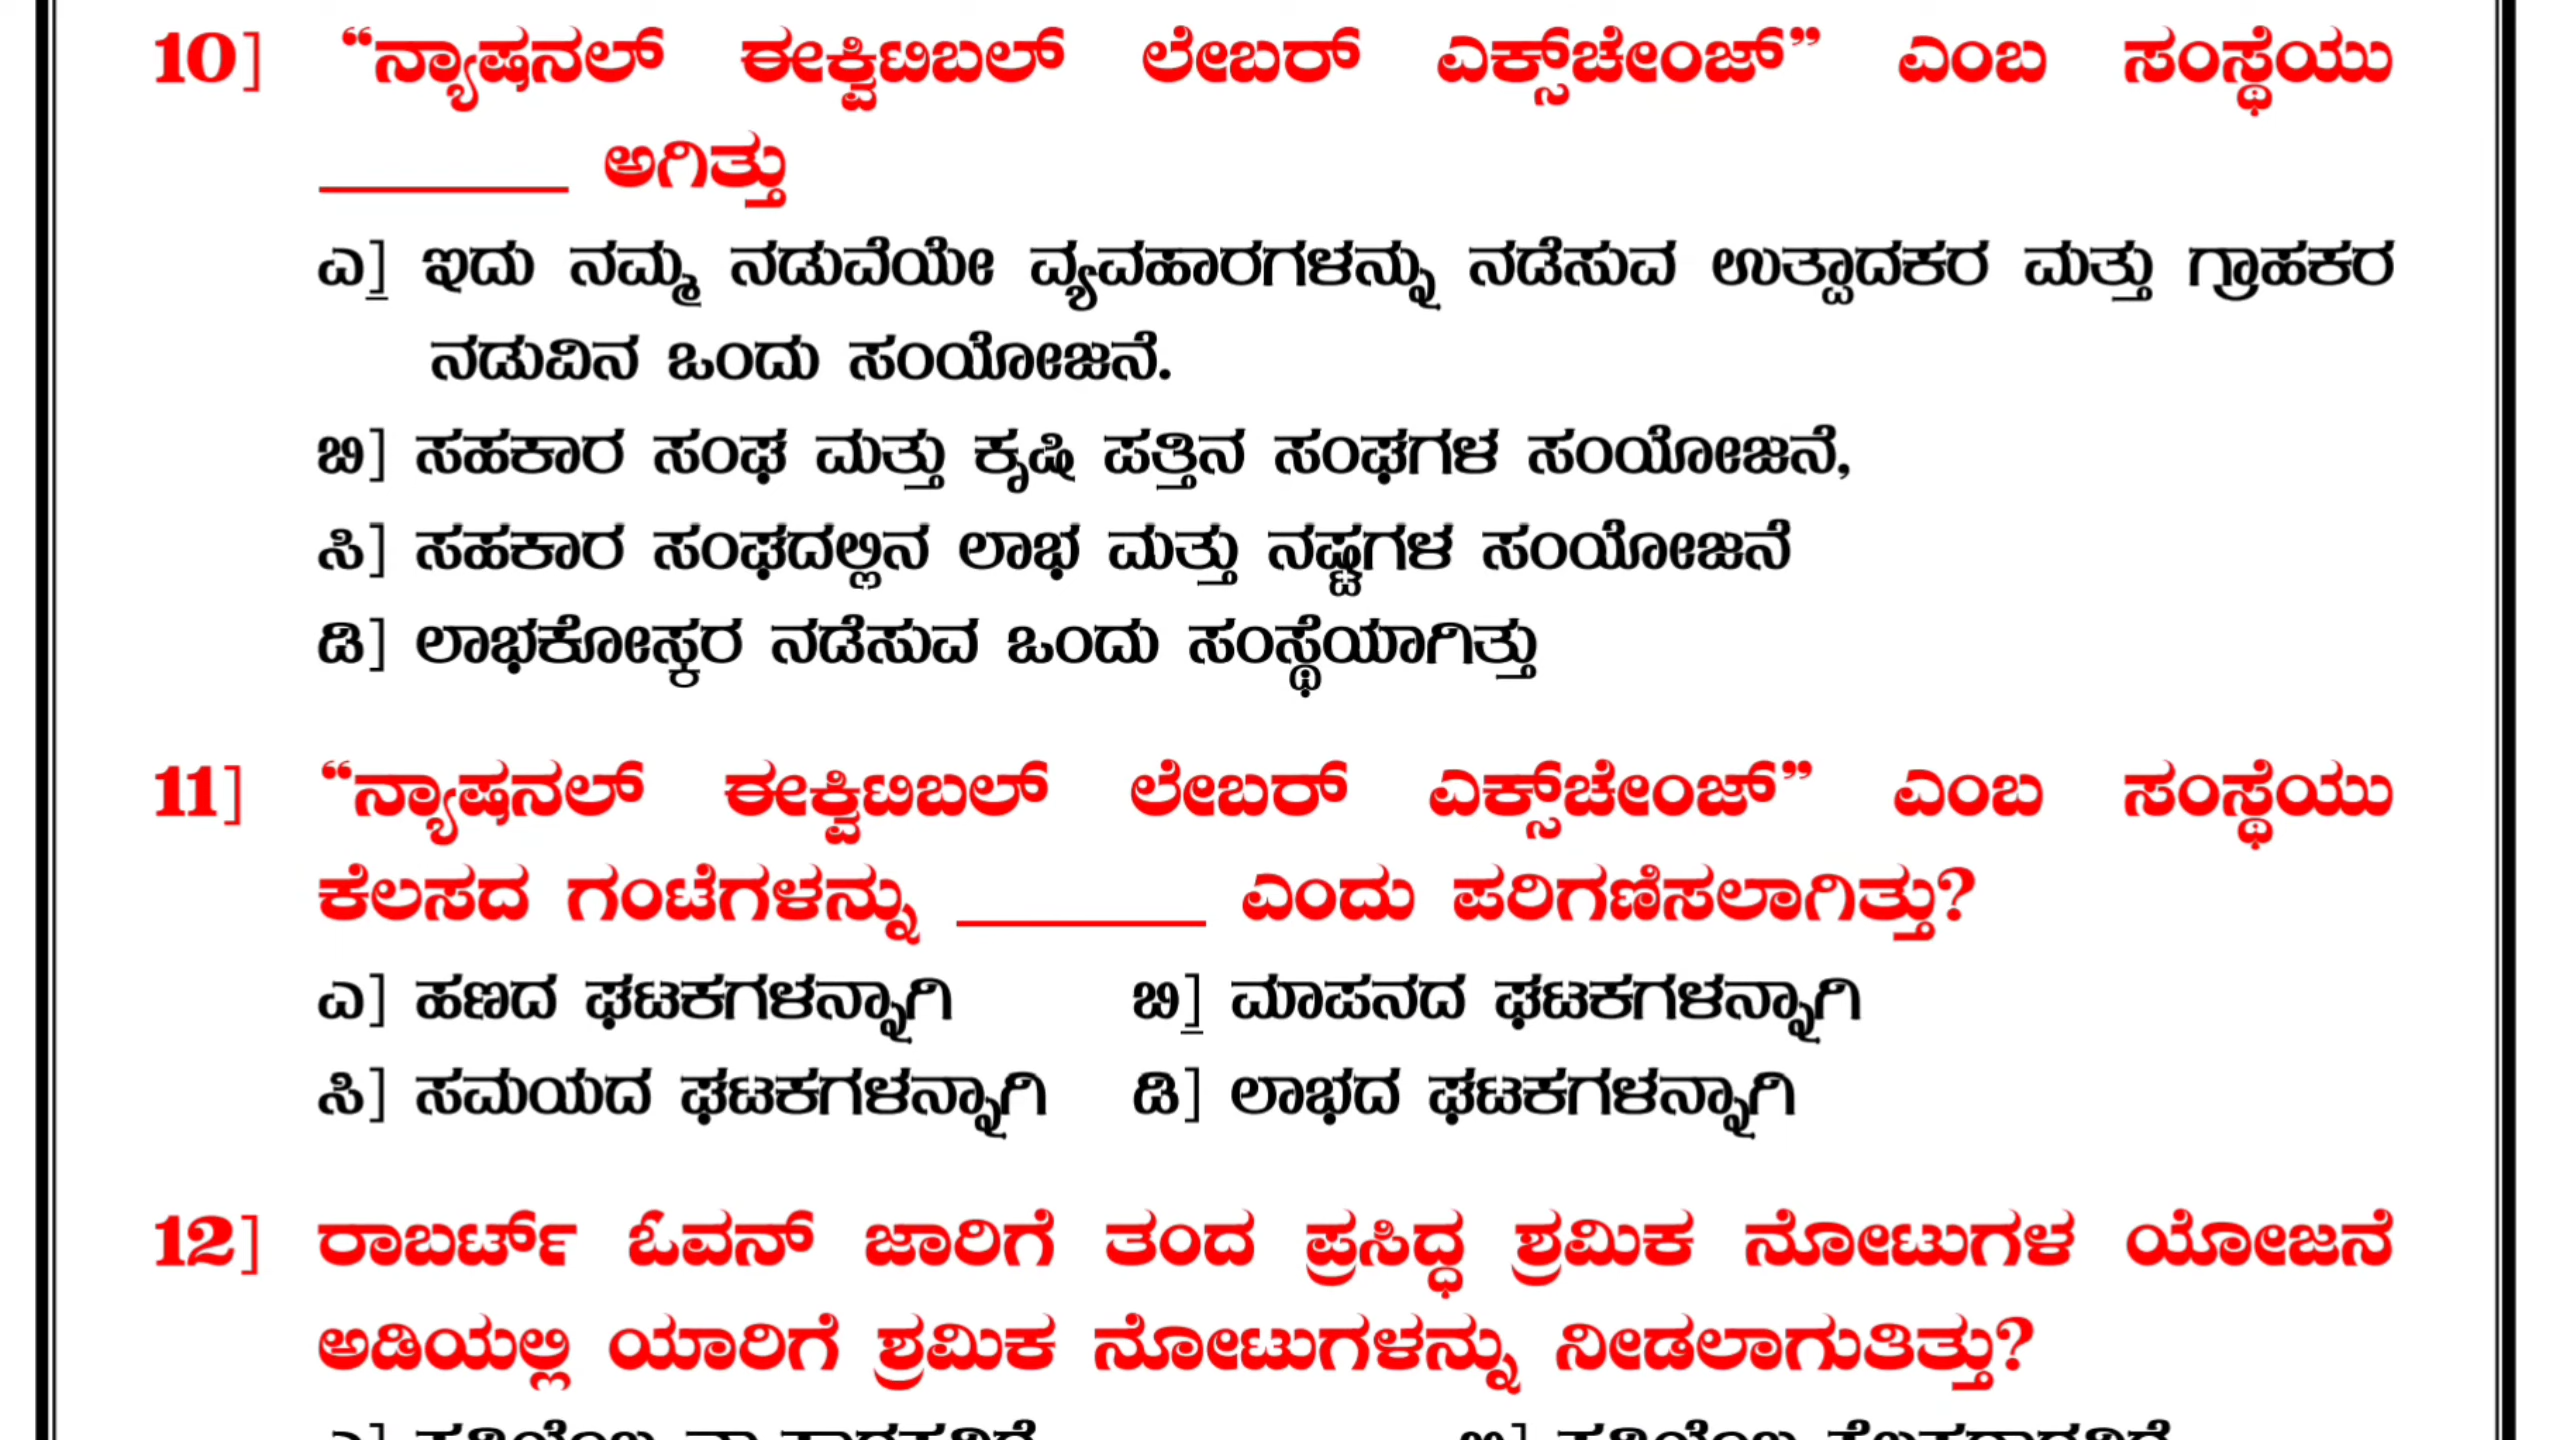 10] “ನ್ಯಾಷನಲ್ ಈಕ್ವಿಟಿಬಲ್ ಲೇಬರ್ ಎಕ್ಸ್‌ಚೇಂಜ್” ಎಂಬ ಸಂಸ್ಥೆಯು
______ ಅಗಿತ್ತು
ಎ] ಇದು ನಮ್ಮ ನಡುವೆಯೇ ವ್ಯವಹಾರಗಳನ್ನು ನಡೆಸುವ ಉತ್ಪಾದಕರ ಮತ್ತು ಗ್ರಾಹಕರ
ನಡುವಿನ ಒಂದು ಸಂಯೋಜನೆ.
ಬಿ] ಸಹಕಾರ ಸಂಘ ಮತ್ತು ಕೃಷಿ ಪತ್ತಿನ ಸಂಘಗಳ ಸಂಯೋಜನೆ,
ಸಿ] ಸಹಕಾರ ಸಂಘದಲ್ಲಿನ ಲಾಭ ಮತ್ತು ನಷ್ಟಗಳ ಸಂಯೋಜನೆ
ಡಿ] ಲಾಭಕೋಸ್ಕರ ನಡೆಸುವ ಒಂದು ಸಂಸ್ಥೆಯಾಗಿತ್ತು
11] “ನ್ಯಾಷನಲ್ ಈಕ್ವಿಟಿಬಲ್ ಲೇಬರ್ ಎಕ್ಸ್‌ಚೇಂಜ್” ಎಂಬ ಸಂಸ್ಥೆಯು
ಕೆಲಸದ ಗಂಟೆಗಳನ್ನು ______ ಎಂದು ಪರಿಗಣಿಸಲಾಗಿತ್ತು?
ಎ] ಹಣದ ಘಟಕಗಳನ್ನಾಗಿ ಬಿ] ಮಾಪನದ ಘಟಕಗಳನ್ನಾಗಿ
ಸಿ] ಸಮಯದ ಘಟಕಗಳನ್ನಾಗಿ ಡಿ] ಲಾಭದ ಘಟಕಗಳನ್ನಾಗಿ
12] ರಾಬರ್ಟ್ ಓವನ್ ಜಾರಿಗೆ ತಂದ ಪ್ರಸಿದ್ಧ ಶ್ರಮಿಕ ನೋಟುಗಳ ಯೋಜನೆ
ಅಡಿಯಲ್ಲಿ ಯಾರಿಗೆ ಶ್ರಮಿಕ ನೋಟುಗಳನ್ನು ನೀಡಲಾಗುತಿತ್ತು?